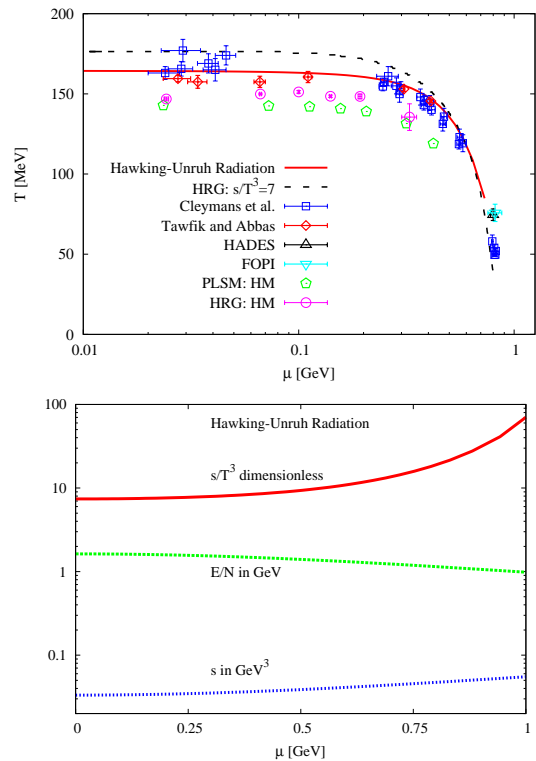 200
150
100
50
0
T [MeV]
Hawking-Unruh Radiation
HRG: s/T³=7
Cleymans et al.
Tawfik and Abbas
HADES
FOPI
PLSM: HM
HRG: HM
0.01
0.1
1
μ [GeV]
100
10
1
0.1
Hawking-Unruh Radiation
s/T³ dimensionless
E/N in GeV
s in GeV³
0
0.25
0.5
0.75
1
μ [GeV]